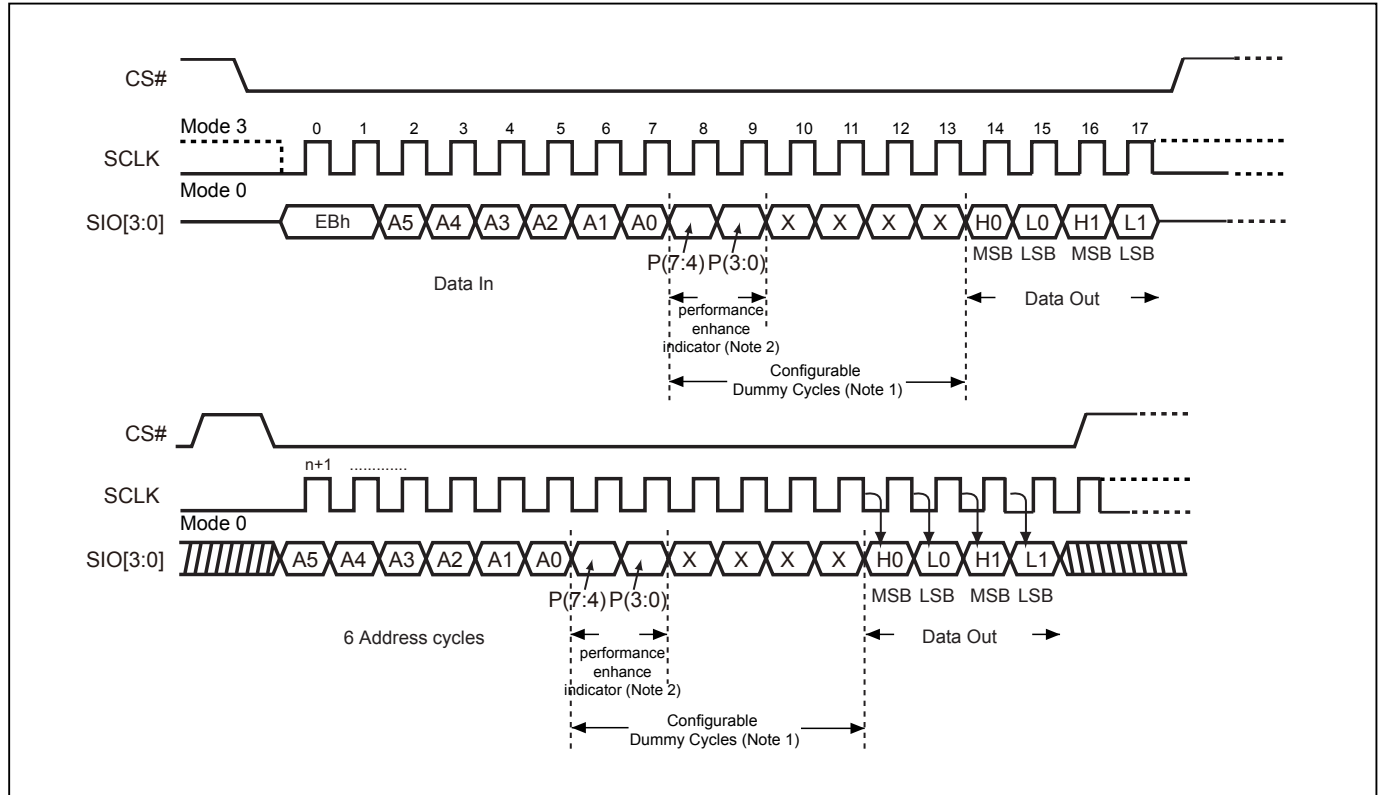 CS#
Mode 3
0 1 2 3 4 5 6 7 8 9 10 11 12 13 14 15 16 17
SCLK
Mode 0
SIO[3:0] EBh A5 A4 A3 A2 A1 A0 X X X X H0 L0 H1 L1
P(7:4) P(3:0) MSB LSB MSB LSB
Data In
Data Out
performance
enhance
indicator (Note 2)
Configurable
Dummy Cycles (Note 1)
CS#
n+1 .............
SCLK
Mode 0
SIO[3:0] A5 A4 A3 A2 A1 A0 X X X X H0 L0 H1 L1
P(7:4) P(3:0) MSB LSB MSB LSB
6 Address cycles
Data Out
performance
enhance
indicator (Note 2)
Configurable
Dummy Cycles (Note 1)